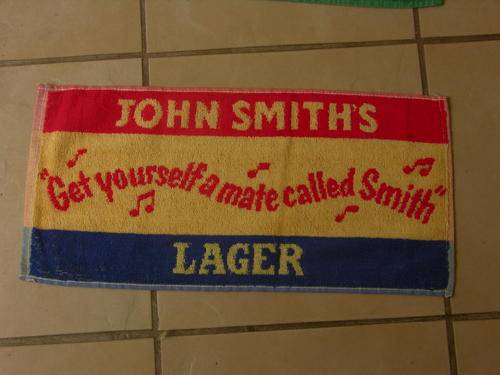 JOHN SMITH'S
"Get yourself a mate called Smith"
LAGER